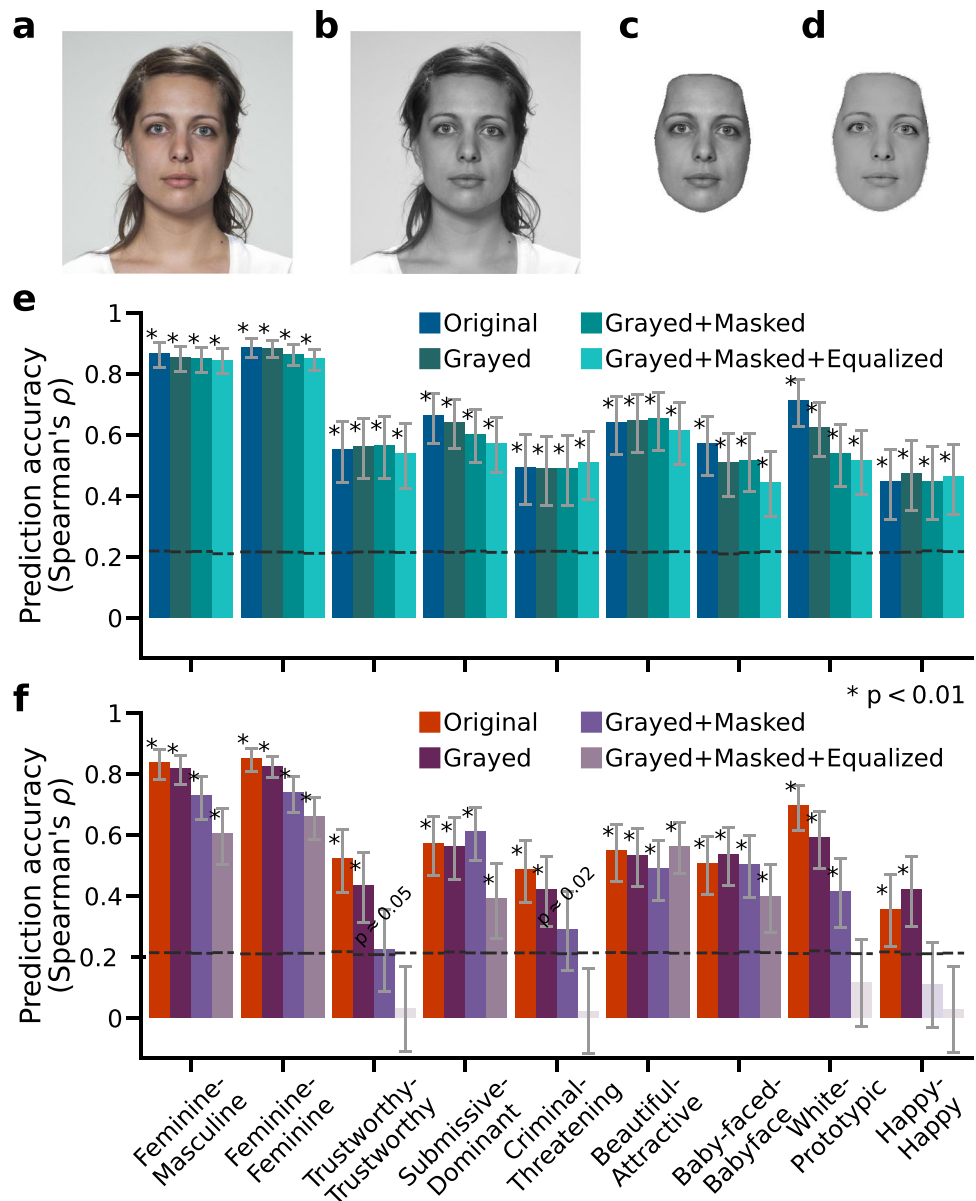 a
b
c
d
e
1
0.8
0.6
0.4
0.2
0
Prediction accuracy
(Spearman's ρ)
Original
Grayed
Grayed+Masked
Grayed+Masked+Equalized
* * * *
* * * *
* * * *
* * * *
* * * *
* * * *
* * * *
* * * *
* * * *
f
* p < 0.01
1
0.8
0.6
0.4
0.2
0
Prediction accuracy
(Spearman's ρ)
Original
Grayed
Grayed+Masked
Grayed+Masked+Equalized
* * * *
* * * *
* *
p ≈ 0.05
* * * *
* *
p ≈ 0.02
* * * *
* * * *
* * *
* *
Feminine-
Masculine
Feminine-
Feminine
Trustworthy-
Trustworthy
Submissive-
Dominant
Criminal-
Threatening
Beautiful-
Attractive
Baby-faced-
Babyface
White-
Prototypic
Happy-
Happy